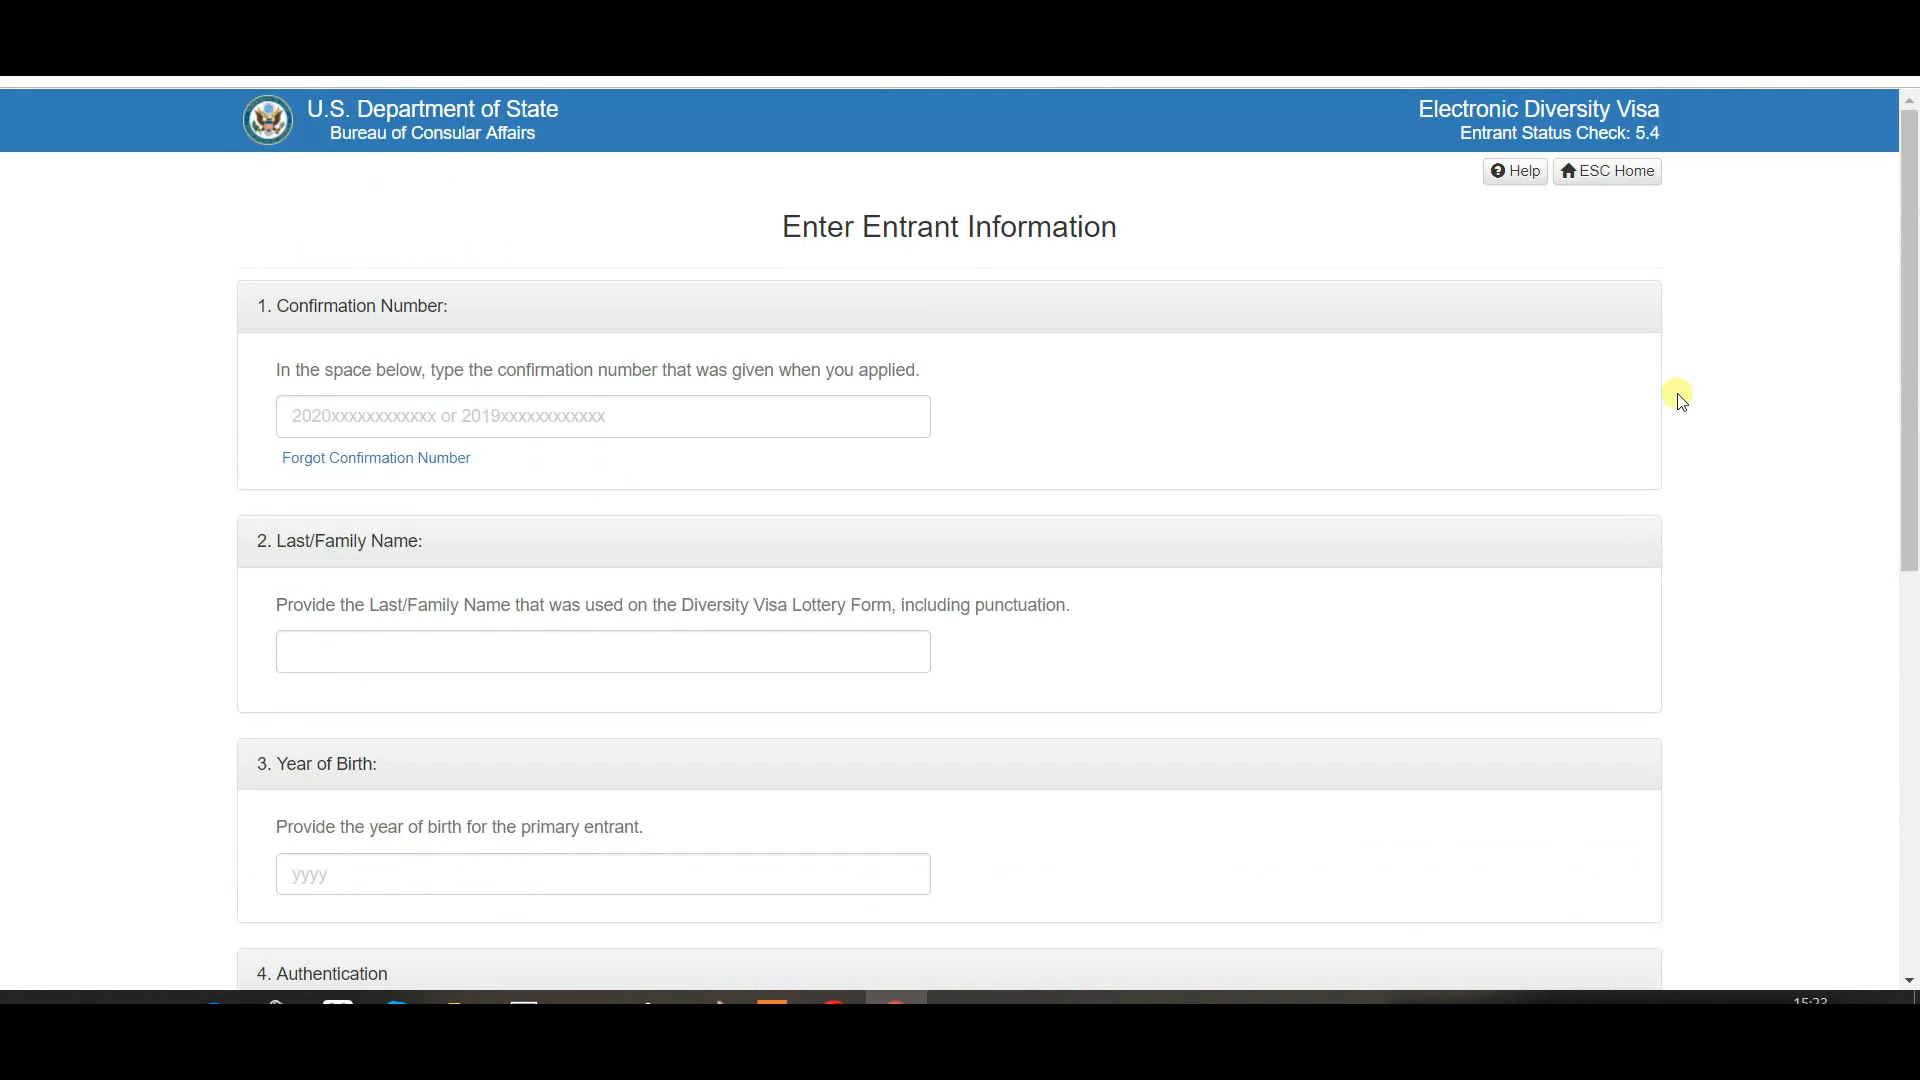 U.S. Department of State
Bureau of Consular Affairs
Electronic Diversity Visa
Entrant Status Check: 5.4
Help
ESC Home
Enter Entrant Information
1. Confirmation Number:
In the space below, type the confirmation number that was given when you applied.
2020xxxxxxxxxxxx or 2019xxxxxxxxxxxx
Forgot Confirmation Number
2. Last/Family Name:
Provide the Last/Family Name that was used on the Diversity Visa Lottery Form, including punctuation.
3. Year of Birth:
Provide the year of birth for the primary entrant.
yyyy
4. Authentication
15:23